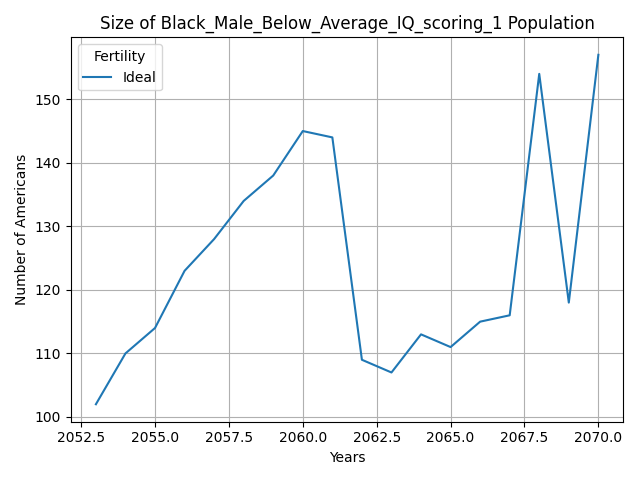 Size of Black_Male_Below_Average_IQ_scoring_1 Population
Fertility
Ideal
Number of Americans
150
140
130
120
110
100
2052.5 2055.0 2057.5 2060.0 2062.5 2065.0 2067.5 2070.0
Years